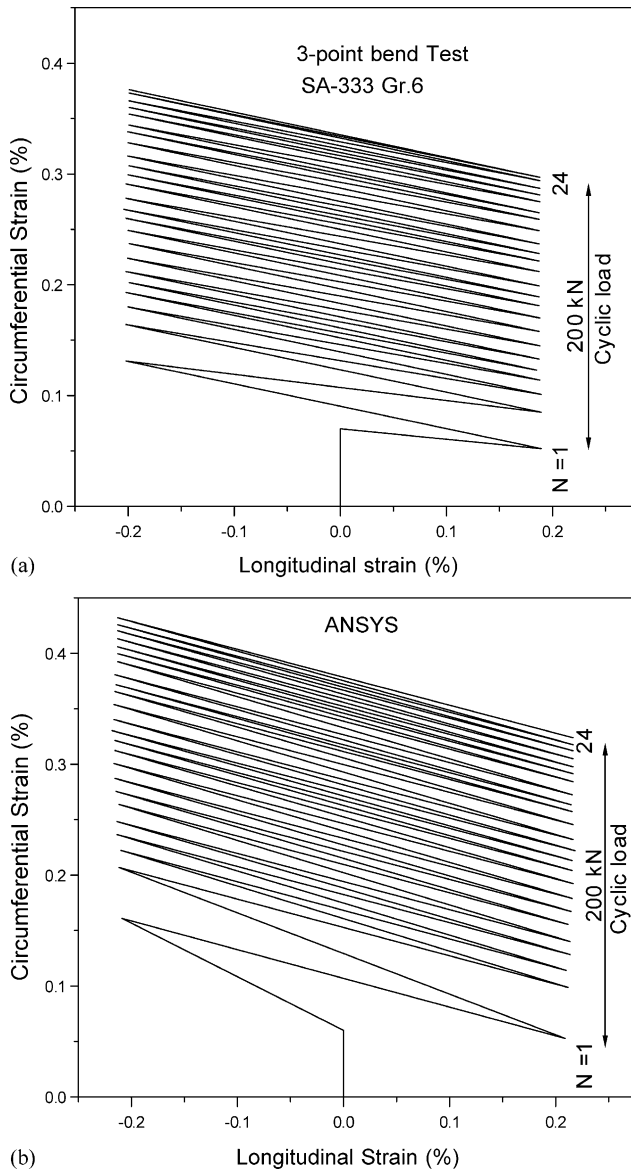 3-point bend Test
SA-333 Gr.6
0.4
0.3
0.2
0.1
0.0
Circumferential Strain (%)
24
200 kN
Cyclic load
N =1
-0.2
-0.1
0.0
0.1
0.2
Longitudinal strain (%)
(a)
ANSYS
0.4
0.3
0.2
0.1
0.0
Circumferential Strain (%)
24
200 kN
Cyclic load
N =1
-0.2
-0.1
0.0
0.1
0.2
Longitudinal Strain (%)
(b)